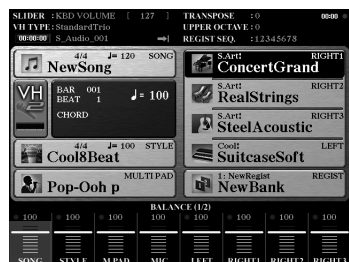 SLIDER : KBD VOLUME [ 127 ] TRANSPOSE : 0 00:00
VH TYPE : StandardTrio UPPER OCTAVE : 0
00:00:00 S_Audio_001 REGIST SEQ. : 12345678
4/4 ♩= 120 SONG
NewSong
S.Art! RIGHT1
ConcertGrand
VH
2
BAR 001
BEAT 1
♩= 100
S.Art! RIGHT2
RealStrings
S.Art! RIGHT3
SteelAcoustic
4/4 ♩= 100 STYLE
Cool8Beat
Cool! LEFT
SuitcaseSoft
MULTI PAD
Pop-Ooh p
1: NewRegist REGIST
NewBank
BALANCE (1/2)
100 100 100 100 100 100 100 100
SONG STYLE M.PAD MIC LEFT RIGHT1 RIGHT2 RIGHT3